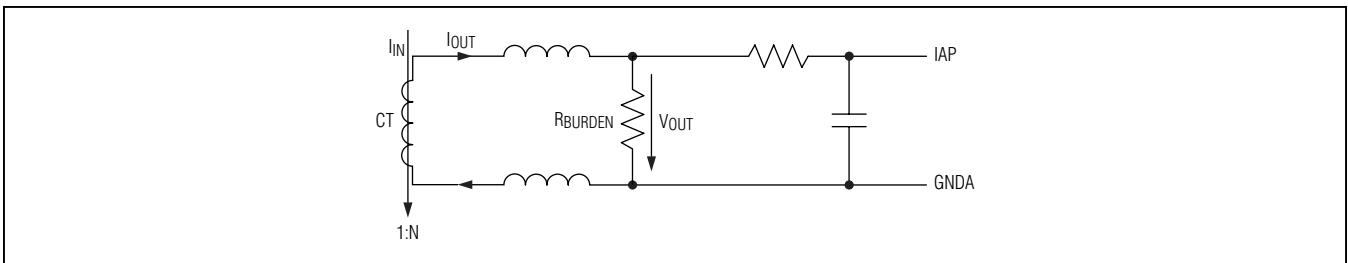 IIN
IOUT
IAP
CT
RBURDEN
VOUT
GNDA
1:N